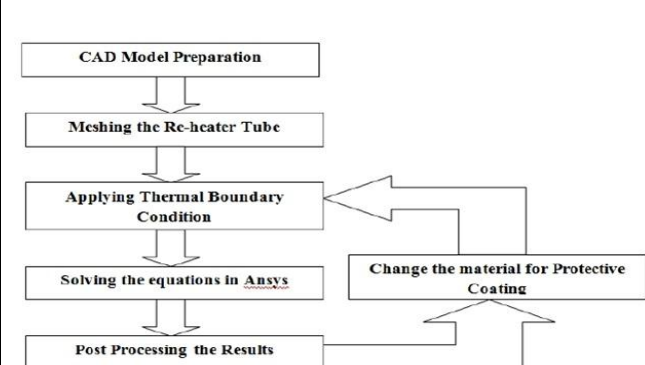 CAD Model Preparation
Meshing the Re-heater Tube
Applying Thermal Boundary
Condition
Solving the equations in Ansys
Change the material for Protective
Coating
Post Processing the Results